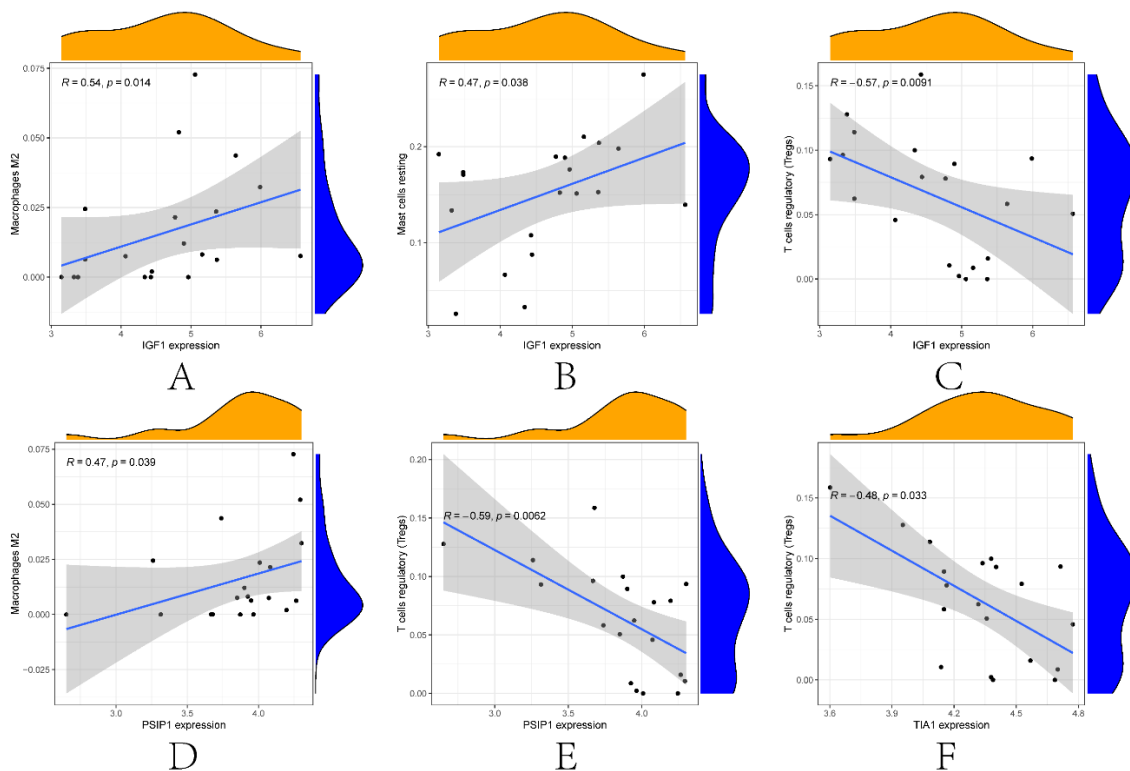 R = 0.54, p = 0.014
0.075
0.050
0.025
0.000
Macrophages M2
3 4 5 6
IGF1 expression
A
R = 0.47, p = 0.038
0.2
0.1
Mast cells resting
3 4 5 6
IGF1 expression
B
R = −0.57, p = 0.0091
0.15
0.10
0.05
0.00
T cells regulatory (Tregs)
3 4 5 6
IGF1 expression
C
R = 0.47, p = 0.039
0.075
0.050
0.025
0.000
−0.025
Macrophages M2
3.0 3.5 4.0
PSIP1 expression
D
0.20
R = −0.59, p = 0.0062
0.15
0.10
0.05
0.00
T cells regulatory (Tregs)
3.0 3.5 4.0
PSIP1 expression
E
R = −0.48, p = 0.033
0.15
0.10
0.05
0.00
T cells regulatory (Tregs)
3.6 3.9 4.2 4.5 4.8
TIA1 expression
F